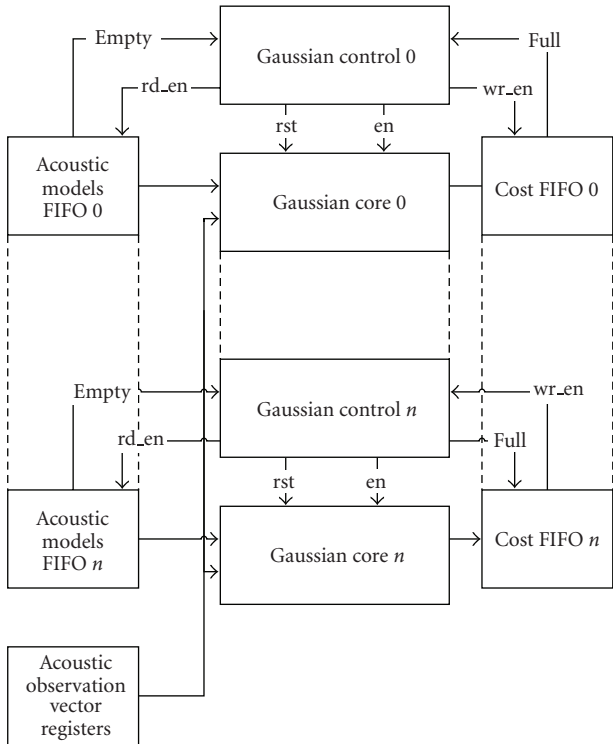 Empty
Gaussian control 0
Full
rd_en
wr_en
rst
en
Acoustic
models
FIFO 0
Gaussian core 0
Cost FIFO 0
Empty
Gaussian control n
wr_en
rd_en
Full
rst
en
Acoustic
models
FIFO n
Gaussian core n
Cost FIFO n
Acoustic
observation
vector
registers